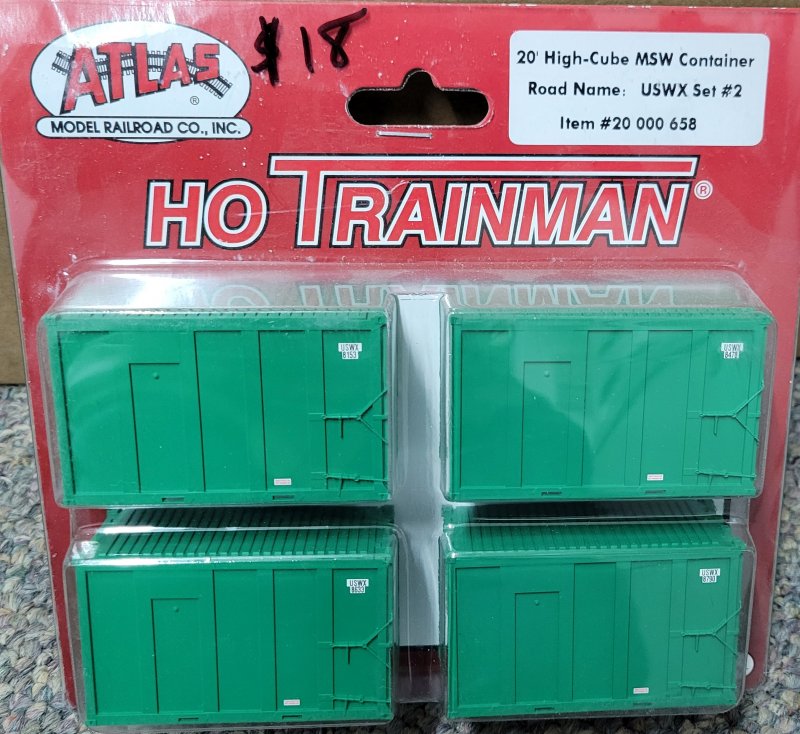 ATLAS ®
MODEL RAILROAD CO., INC.
$18
20' High-Cube MSW Container
Road Name: USWX Set #2
Item #20 000 658
HO TRAINMAN®
USWX
8153
USWX
USWX
USWX